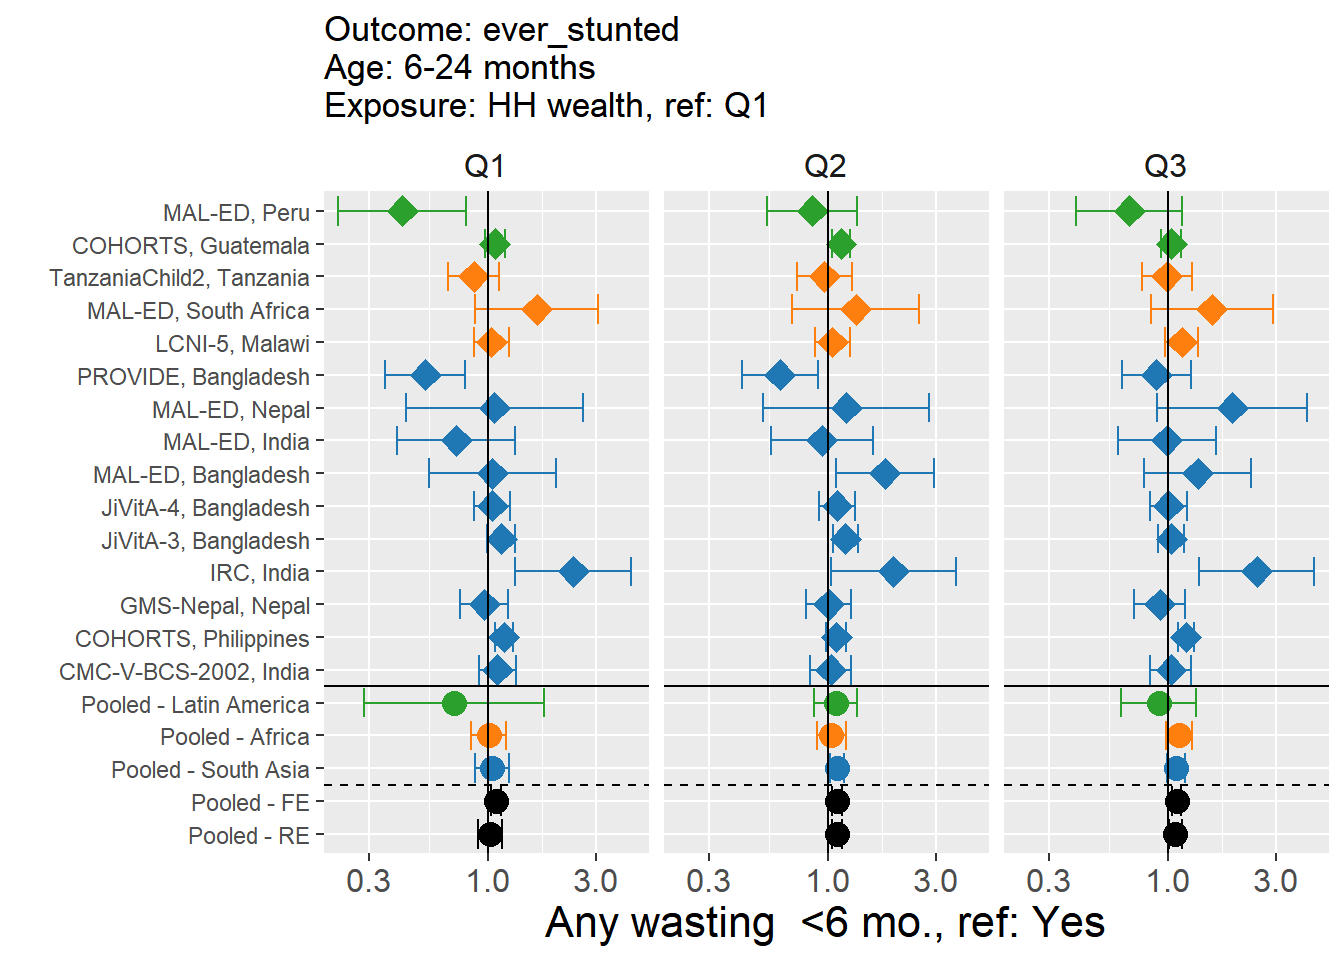 Outcome: ever_stunted
Age: 6-24 months
Exposure: HH wealth, ref: Q1
Q1 Q2 Q3
MAL-ED, Peru
COHORTS, Guatemala
TanzaniaChild2, Tanzania
MAL-ED, South Africa
LCNI-5, Malawi
PROVIDE, Bangladesh
MAL-ED, Nepal
MAL-ED, India
MAL-ED, Bangladesh
JiVitA-4, Bangladesh
JiVitA-3, Bangladesh
IRC, India
GMS-Nepal, Nepal
COHORTS, Philippines
CMC-V-BCS-2002, India
Pooled - Latin America
Pooled - Africa
Pooled - South Asia
Pooled - FE
Pooled - RE
0.3 1.0 3.0 0.3 1.0 3.0 0.3 1.0 3.0
Any wasting  <6 mo., ref: Yes